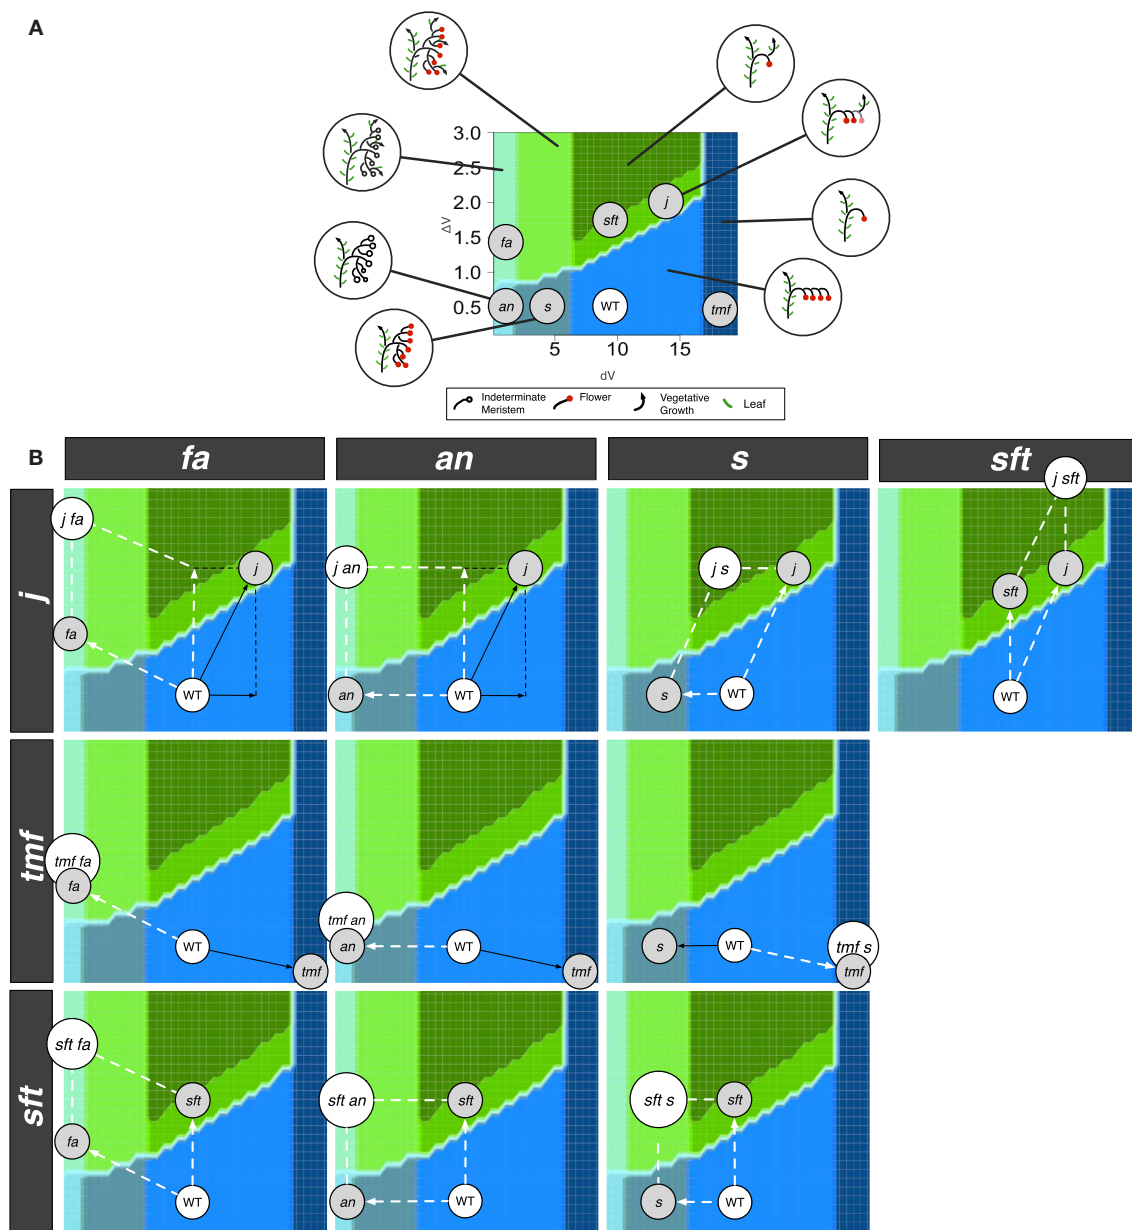 A
3.0
2.5
2.0
1.5
1.0
0.5
ΔV
fa
an
s
WT
sft
j
tmf
5 10 15
dV
Indeterminate Meristem
Flower
Vegetative Growth
Leaf
B
fa an s sft
j
j fa
j
fa
WT
j an
j
an
WT
j s
j
s
WT
j sft
j
sft
WT
tmf
tmf fa
fa
WT
tmf
tmf an
an
WT
tmf
s
WT
tmf s
tmf
sft
sft fa
sft
fa
WT
sft an
sft
an
WT
sft s
sft
s
WT